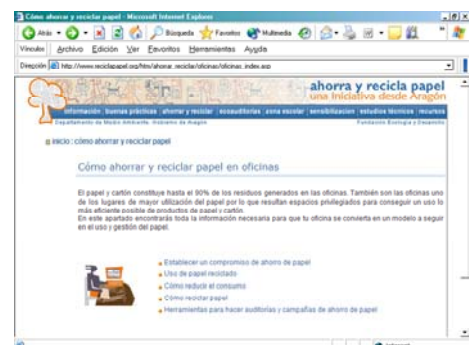 Cómo ahorrar y reciclar papel - Microsoft Internet Explorer
Atrás Búsqueda Favoritos Multimedia
Vínculos Archivo Edición Ver Favoritos Herramientas Ayuda
Dirección http://www.reciclapapel.org/htm/ahorrar_reciclar/oficinas/oficinas_index.asp
ahorra y recicla papel
una iniciativa desde Aragón
información buenas prácticas ahorrar y reciclar ecoauditorías zona escolar sensibilización estudios técnicos recursos
Departamento de Medio Ambiente. Gobierno de Aragón Fundación Ecología y Desarrollo
inicio : cómo ahorrar y reciclar papel
Cómo ahorrar y reciclar papel en oficinas
El papel y cartón constituye hasta el 90% de los residuos generados en las oficinas. También son las oficinas uno
de los lugares de mayor utilización del papel por lo que resultan espacios privilegiados para conseguir un uso lo
más eficiente posible de productos de papel y cartón.
En este apartado encontrarás toda la información necesaria para que tu oficina se convierta en un modelo a seguir
en el uso y gestión del papel.
Establecer un compromiso de ahorro de papel
Uso de papel reciclado
Cómo reducir el consumo
Cómo reciclar papel
Herramientas para hacer auditorías y campañas de ahorro de papel